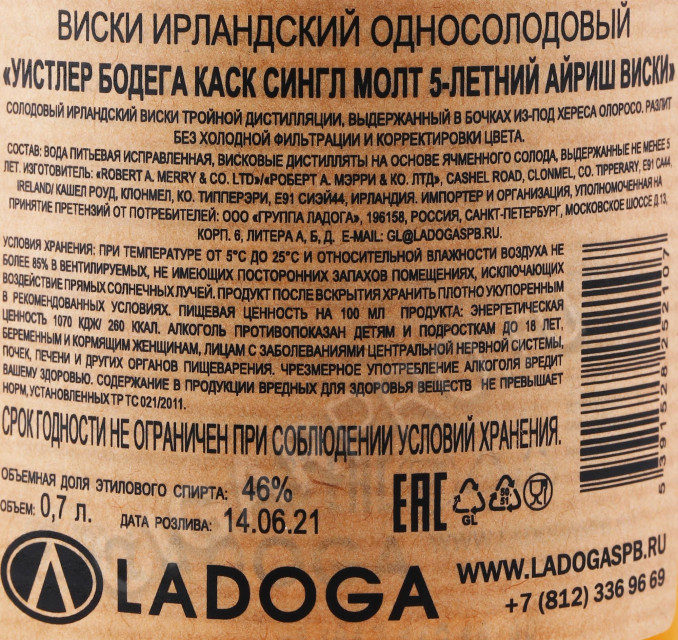 ВИСКИ ИРЛАНДСКИЙ ОДНОСОЛОДОВЫЙ
«УИСТЛЕР БОДЕГА КАСК СИНГЛ МОЛТ 5-ЛЕТНИЙ АЙРИШ ВИСКИ»
СОЛОДОВЫЙ ИРЛАНДСКИЙ ВИСКИ ТРОЙНОЙ ДИСТИЛЛЯЦИИ, ВЫДЕРЖАННЫЙ В БОЧКАХ ИЗ-ПОД ХЕРЕСА ОЛОРОСО. РАЗЛИТ
БЕЗ ХОЛОДНОЙ ФИЛЬТРАЦИИ И КОРРЕКТИРОВКИ ЦВЕТА.
СОСТАВ: ВОДА ПИТЬЕВАЯ ИСПРАВЛЕННАЯ, ВИСКОВЫЕ ДИСТИЛЛЯТЫ НА ОСНОВЕ ЯЧМЕННОГО СОЛОДА, ВЫДЕРЖАННЫЕ НЕ МЕНЕЕ 5
ЛЕТ. ИЗГОТОВИТЕЛЬ: «ROBERT A. MERRY & CO. LTD»/«РОБЕРТ А. МЭРРИ & КО. ЛТД», CASHEL ROAD, CLONMEL, CO. TIPPERARY, E91 CA44,
IRELAND/ КАШЕЛ РОУД, КЛОНМЕЛ, КО. ТИППЕРЭРИ, E91 СИЭЙ44, ИРЛАНДИЯ. ИМПОРТЕР И ОРГАНИЗАЦИЯ, УПОЛНОМОЧЕННАЯ НА
ПРИНЯТИЕ ПРЕТЕНЗИЙ ОТ ПОТРЕБИТЕЛЕЙ: ООО «ГРУППА ЛАДОГА», 196158, РОССИЯ, САНКТ-ПЕТЕРБУРГ, МОСКОВСКОЕ ШОССЕ Д.13,
КОРП. 6, ЛИТЕРА А, Б, Д. E-MAIL: GL@LADOGASPB.RU.
УСЛОВИЯ ХРАНЕНИЯ: ПРИ ТЕМПЕРАТУРЕ ОТ 5°С ДО 25°С И ОТНОСИТЕЛЬНОЙ ВЛАЖНОСТИ ВОЗДУХА НЕ
БОЛЕЕ 85% В ВЕНТИЛИРУЕМЫХ, НЕ ИМЕЮЩИХ ПОСТОРОННИХ ЗАПАХОВ ПОМЕЩЕНИЯХ, ИСКЛЮЧАЮЩИХ
ВОЗДЕЙСТВИЕ ПРЯМЫХ СОЛНЕЧНЫХ ЛУЧЕЙ. ПРОДУКТ ПОСЛЕ ВСКРЫТИЯ ХРАНИТЬ ПЛОТНО УКУПОРЕННЫМ
В РЕКОМЕНДОВАННЫХ УСЛОВИЯХ. ПИЩЕВАЯ ЦЕННОСТЬ НА 100 МЛ ПРОДУКТА: ЭНЕРГЕТИЧЕСКАЯ
ЦЕННОСТЬ 1070 КДЖ/ 260 ККАЛ. АЛКОГОЛЬ ПРОТИВОПОКАЗАН ДЕТЯМ И ПОДРОСТКАМ ДО 18 ЛЕТ,
БЕРЕМЕННЫМ И КОРМЯЩИМ ЖЕНЩИНАМ, ЛИЦАМ С ЗАБОЛЕВАНИЯМИ ЦЕНТРАЛЬНОЙ НЕРВНОЙ СИСТЕМЫ,
ПОЧЕК, ПЕЧЕНИ И ДРУГИХ ОРГАНОВ ПИЩЕВАРЕНИЯ. ЧРЕЗМЕРНОЕ УПОТРЕБЛЕНИЕ АЛКОГОЛЯ ВРЕДИТ
ВАШЕМУ ЗДОРОВЬЮ. СОДЕРЖАНИЕ В ПРОДУКЦИИ ВРЕДНЫХ ДЛЯ ЗДОРОВЬЯ ВЕЩЕСТВ НЕ ПРЕВЫШАЕТ
НОРМ, УСТАНОВЛЕННЫХ ТР ТС 021/2011.
СРОК ГОДНОСТИ НЕ ОГРАНИЧЕН ПРИ СОБЛЮДЕНИИ УСЛОВИЙ ХРАНЕНИЯ.
5 391528 252107
ОБЪЕМНАЯ ДОЛЯ ЭТИЛОВОГО СПИРТА: 46%
ОБЪЕМ: 0,7 л. ДАТА РОЗЛИВА: 14.06.21
EAC
GL
50
51
LADOGA
WWW.LADOGASPB.RU
+7 (812) 336 96 69